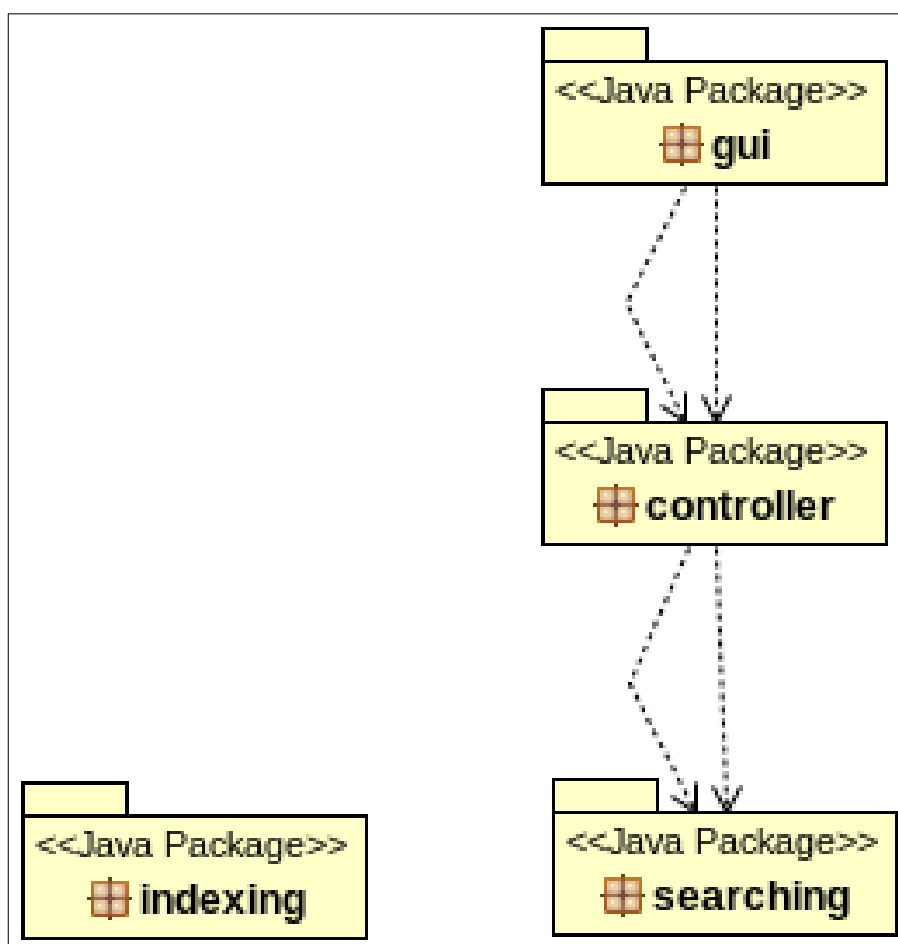 <<Java Package>>
gui
<<Java Package>>
controller
<<Java Package>>
indexing
<<Java Package>>
searching